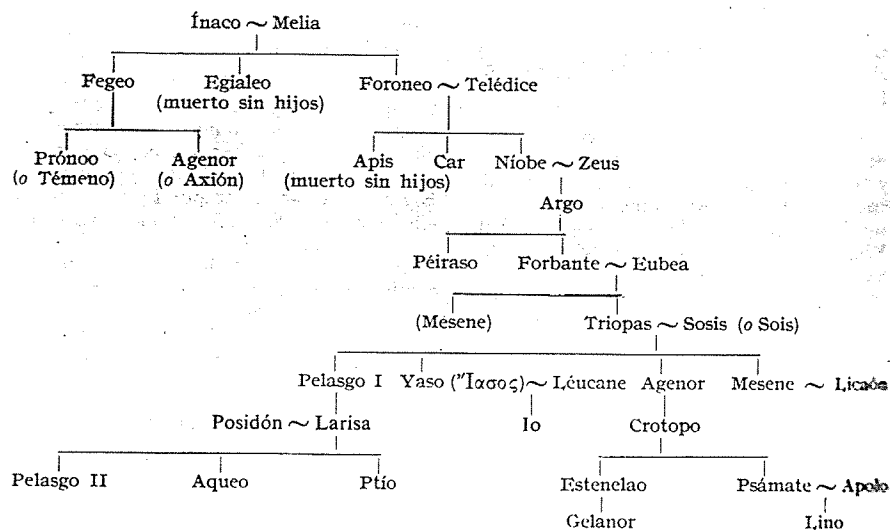 Ínaco ~ Melia
Fegeo Egialeo Foroneo ~ Telédice
(muerto sin hijos)
Prónoo Agenor Apis Car Níobe ~ Zeus
(o Témeno) (o Axión) (muerto sin hijos)
Argo
Péiraso Forbante ~ Eubea
(Mesene) Triopas ~ Sosis (o Sois)
Pelasgo I Yaso (Ἴασος) ~ Léucane Agenor Mesene ~ Licaón
Posidón ~ Larisa Io Crotopo
Pelasgo II Aqueo Ptío Estenelao Psámate ~ Apolo
Gelanor Lino